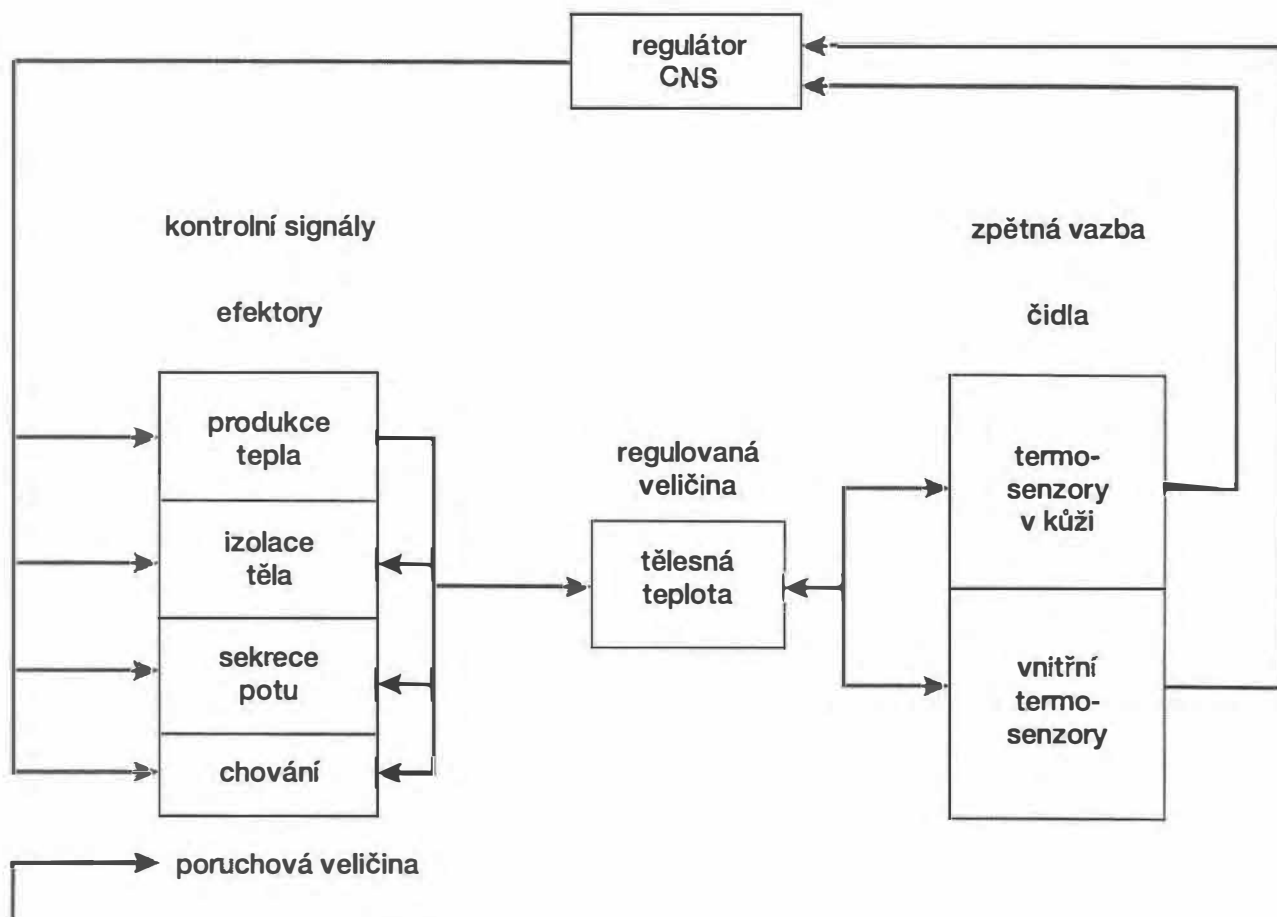 regulátor
CNS
kontrolní signály
zpětná vazba
efektory
čidla
produkce
tepla
izolace
těla
sekrece
potu
chování
regulovaná
veličina
tělesná
teplota
termo-
senzory
v kůži
vnitřní
termo-
senzory
poruchová veličina